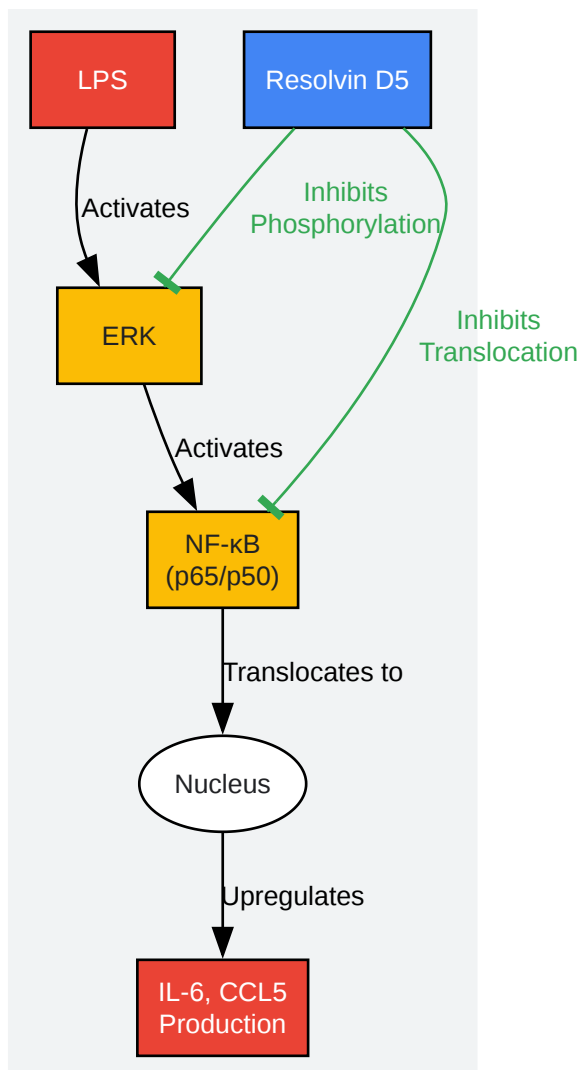 LPS
Resolvin D5
Activates
Inhibits
Phosphorylation
Inhibits
Translocation
ERK
Activates
NF-κB
(p65/p50)
Translocates to
Nucleus
Upregulates
IL-6, CCL5
Production